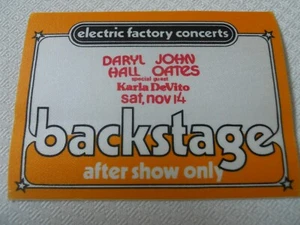 electric factory concerts
DARYL JOHN
HALL OATES
special guest
Karla DeVito
sat, nov 14
backstage
after show only